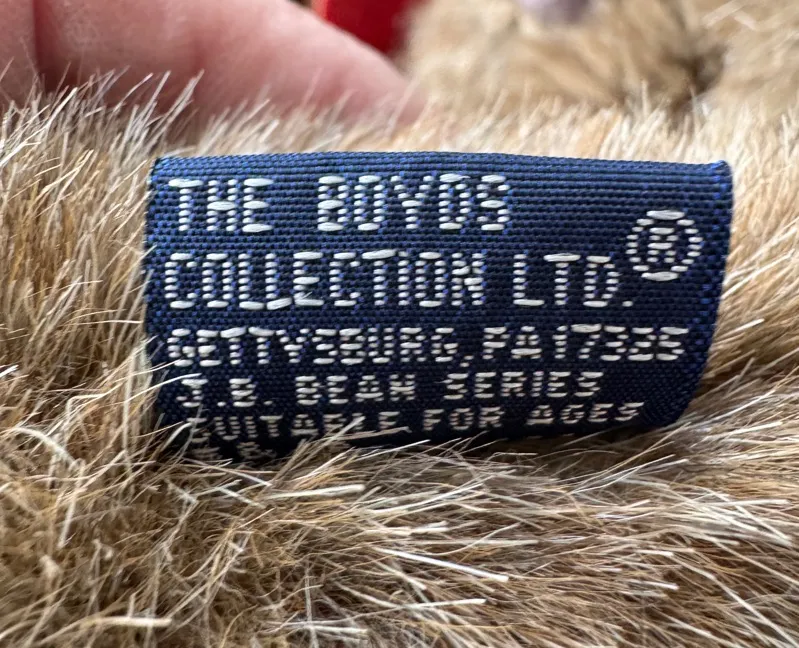 THE BOYDS
COLLECTION LTD.®
GETTYSBURG, PA 17325
J.B. BEAN SERIES
SUITABLE FOR AGES